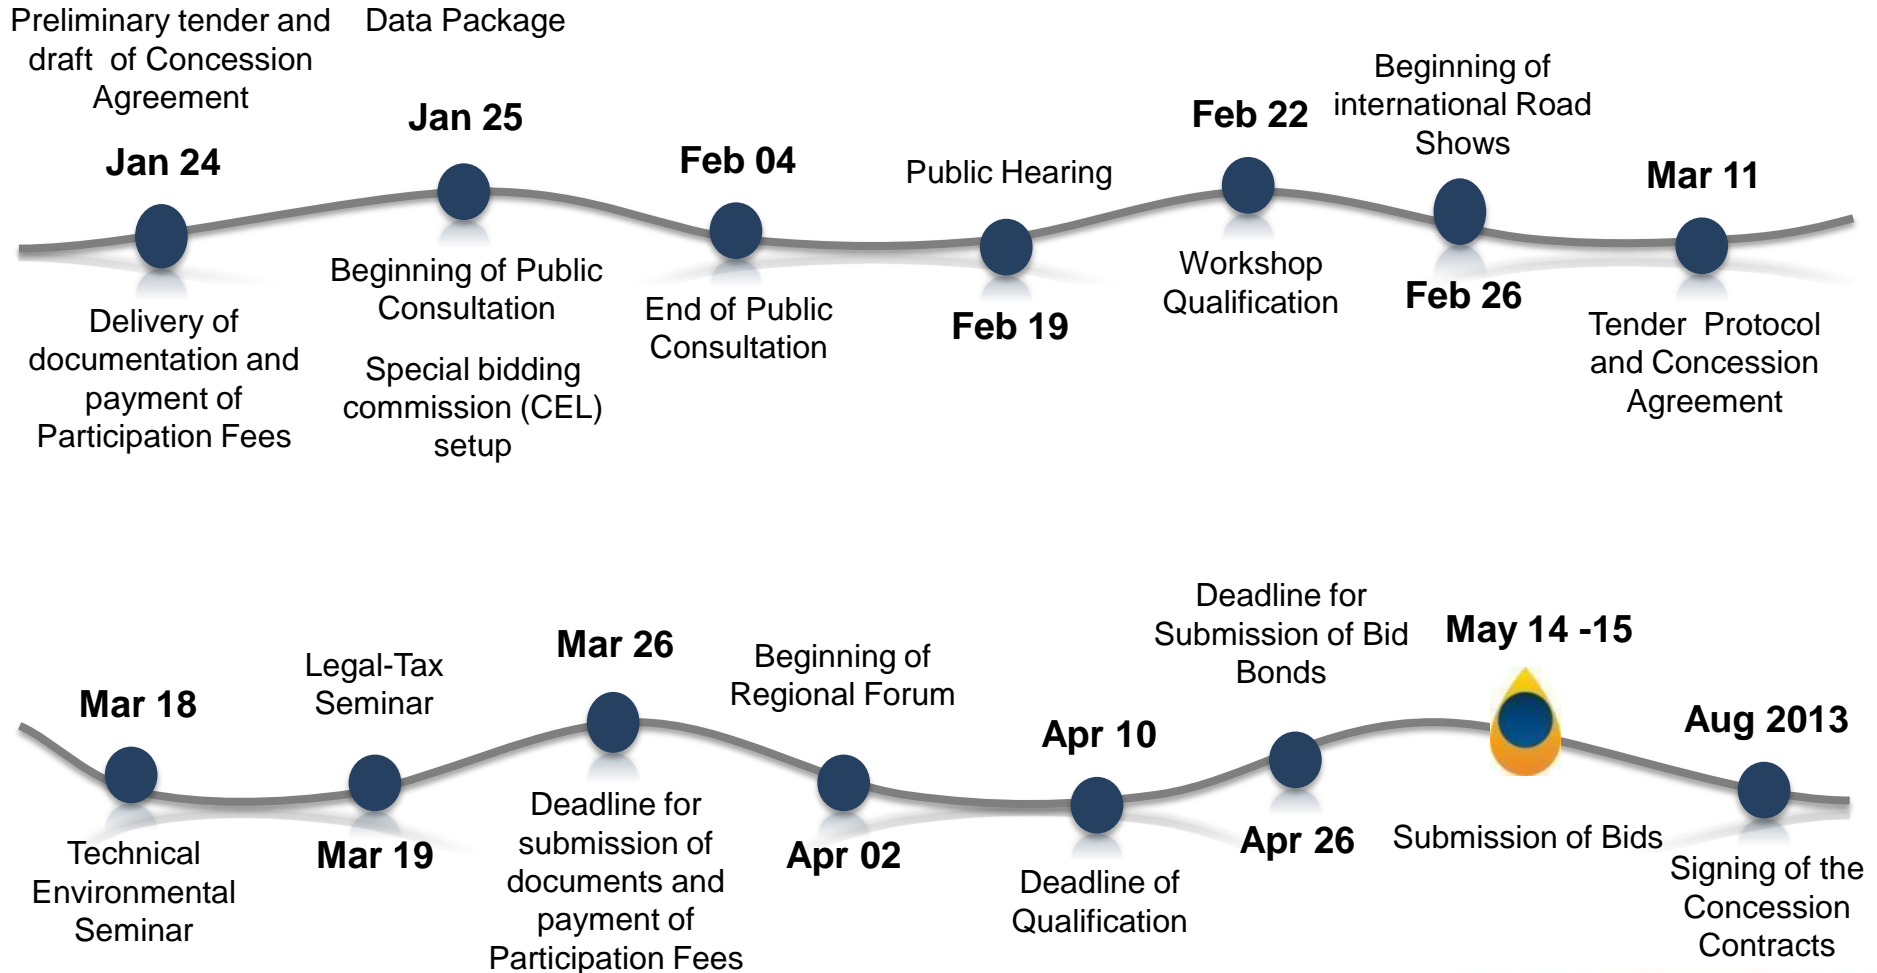 Preliminary tender and
draft of Concession
Agreement
Jan 24
Delivery of
documentation and
payment of
Participation Fees
Data Package
Jan 25
Beginning of Public
Consultation
Special bidding
commission (CEL)
setup
Feb 04
End of Public
Consultation
Public Hearing
Feb 19
Feb 22
Workshop
Qualification
Beginning of
international Road
Shows
Feb 26
Mar 11
Tender Protocol
and Concession
Agreement
Mar 18
Technical
Environmental
Seminar
Legal-Tax
Seminar
Mar 19
Mar 26
Deadline for
submission of
documents and
payment of
Participation Fees
Beginning of
Regional Forum
Apr 02
Apr 10
Deadline of
Qualification
Deadline for
Submission of Bid
Bonds
Apr 26
May 14 -15
Submission of Bids
Aug 2013
Signing of the
Concession
Contracts